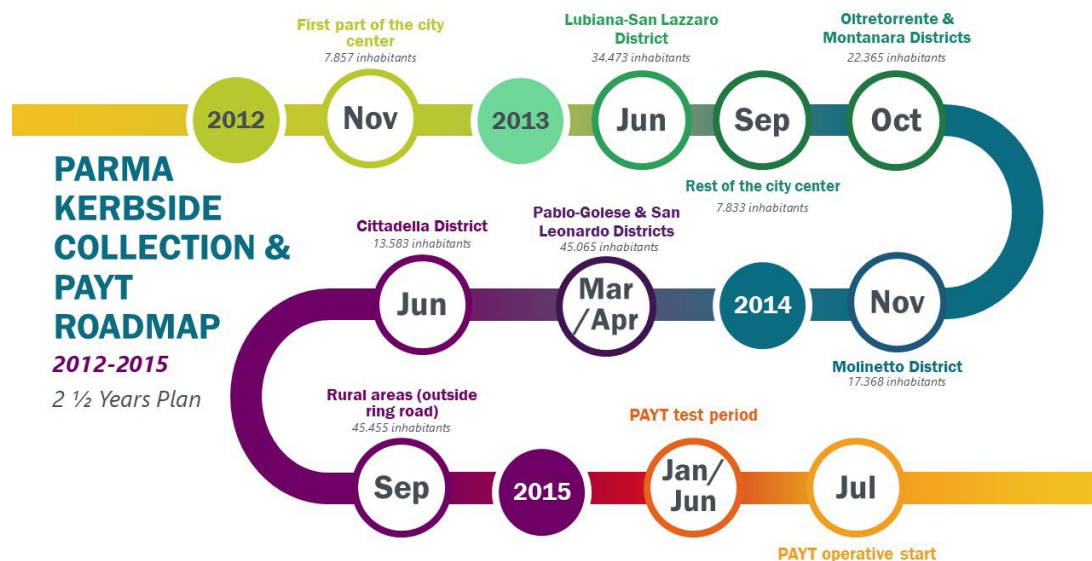 First part of the city
center
7.857 inhabitants
Lubiana-San Lazzaro
District
34.473 inhabitants
Oltretorrente &
Montanara Districts
22.365 inhabitants
2012
Nov
2013
Jun
Sep
Oct
Rest of the city center
7.833 inhabitants
PARMA
KERBSIDE
COLLECTION &
PAYT
ROADMAP
2012-2015
2 ½ Years Plan
Cittadella District
13.583 inhabitants
Pablo-Golese & San
Leonardo Districts
45.065 inhabitants
Jun
Mar
/Apr
2014
Nov
Molinetto District
17.368 inhabitants
Rural areas (outside
ring road)
45.455 inhabitants
PAYT test period
Sep
2015
Jan/
Jun
Jul
PAYT operative start